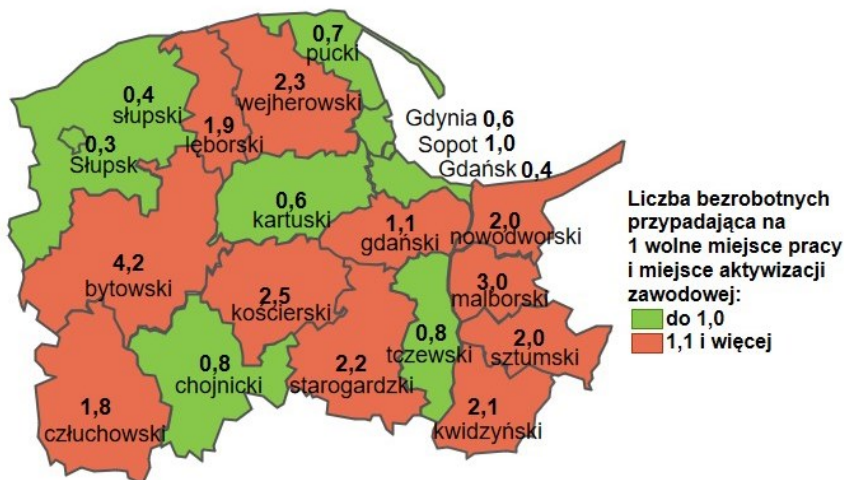 0,7
pucki
2,3
wejherowski
0,4
słupski
1,9
lęborski
0,3
Słupsk
Gdynia 0,6
Sopot 1,0
Gdańsk 0,4
0,6
kartuski
1,1
gdański
2,0
nowodworski
4,2
bytowski
2,5
kościerski
3,0
malborski
0,8
tczewski
2,0
sztumski
0,8
chojnicki
2,2
starogardzki
1,8
człuchowski
2,1
kwidzyński
Liczba bezrobotnych
przypadająca na
1 wolne miejsce pracy
i miejsce aktywizacji
zawodowej:
do 1,0
1,1 i więcej